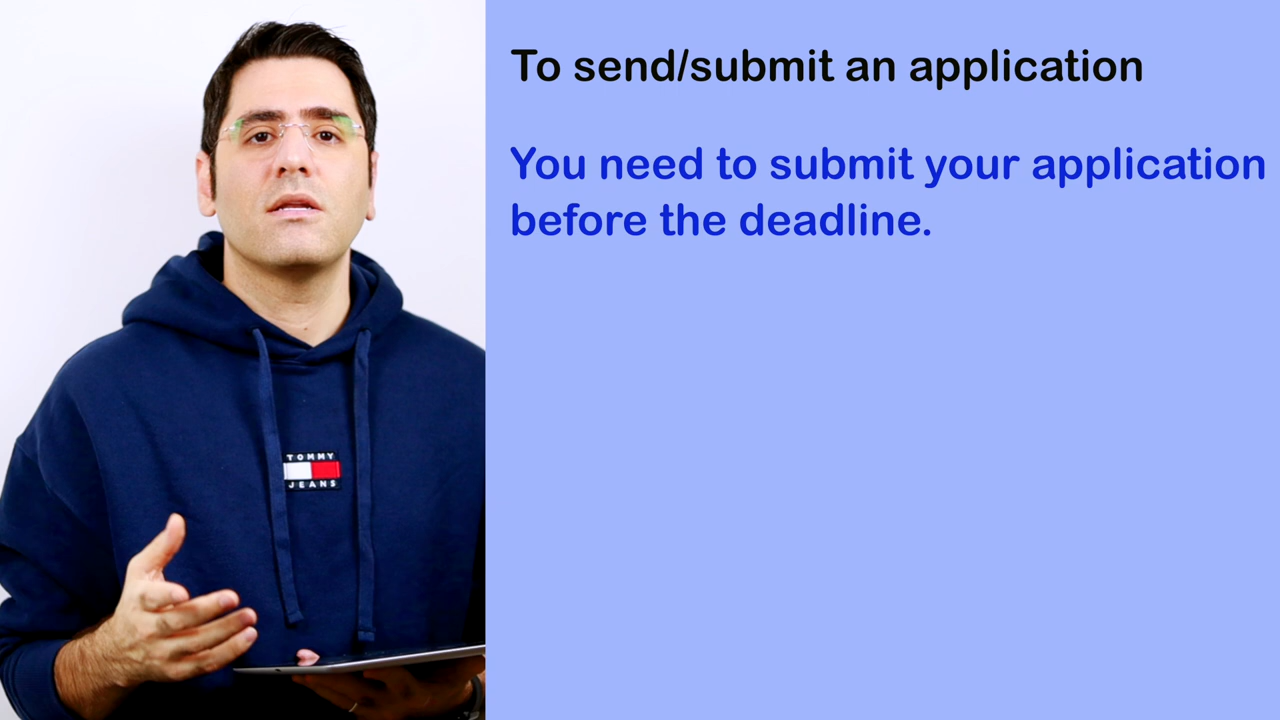 To send/submit an application
You need to submit your application
before the deadline.
TOMMY
JEANS